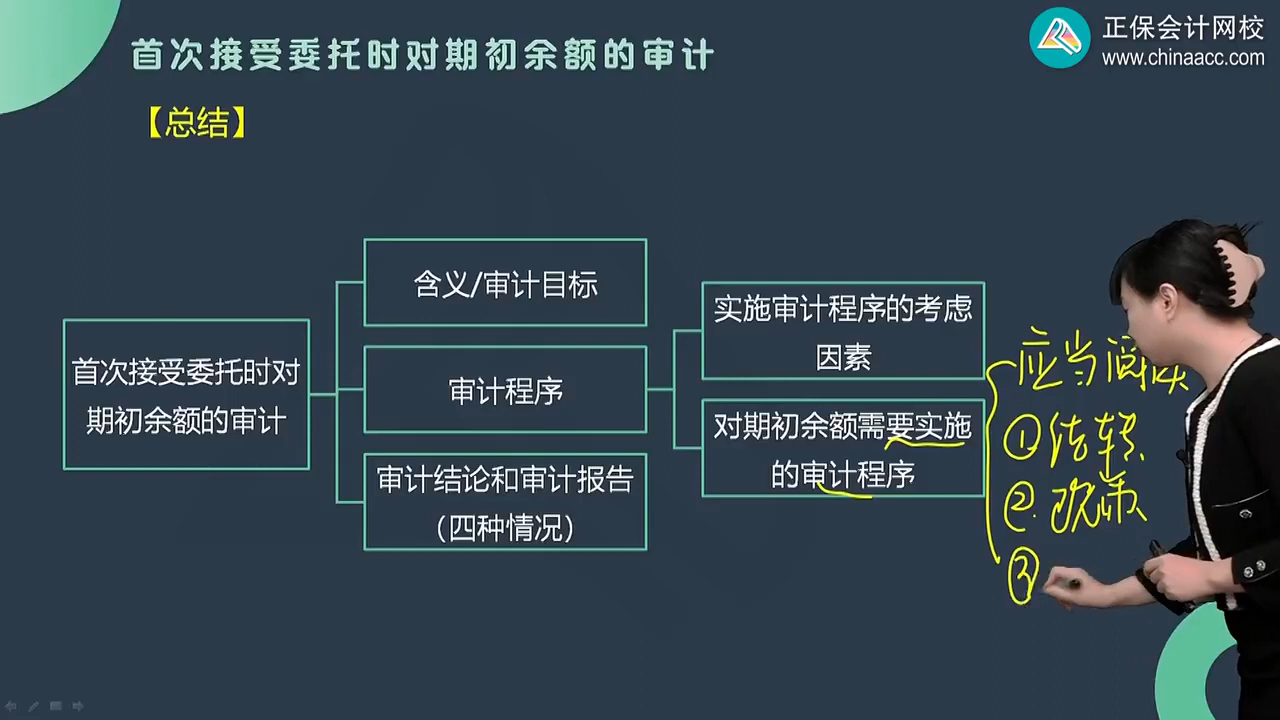 首次接受委托时对期初余额的审计
正保会计网校
www.chinaacc.com
【总结】
首次接受委托时对
期初余额的审计
含义/审计目标
审计程序
审计结论和审计报告
（四种情况）
实施审计程序的考虑
因素
对期初余额需要实施
的审计程序
应当阅读
①结转
②政策
③